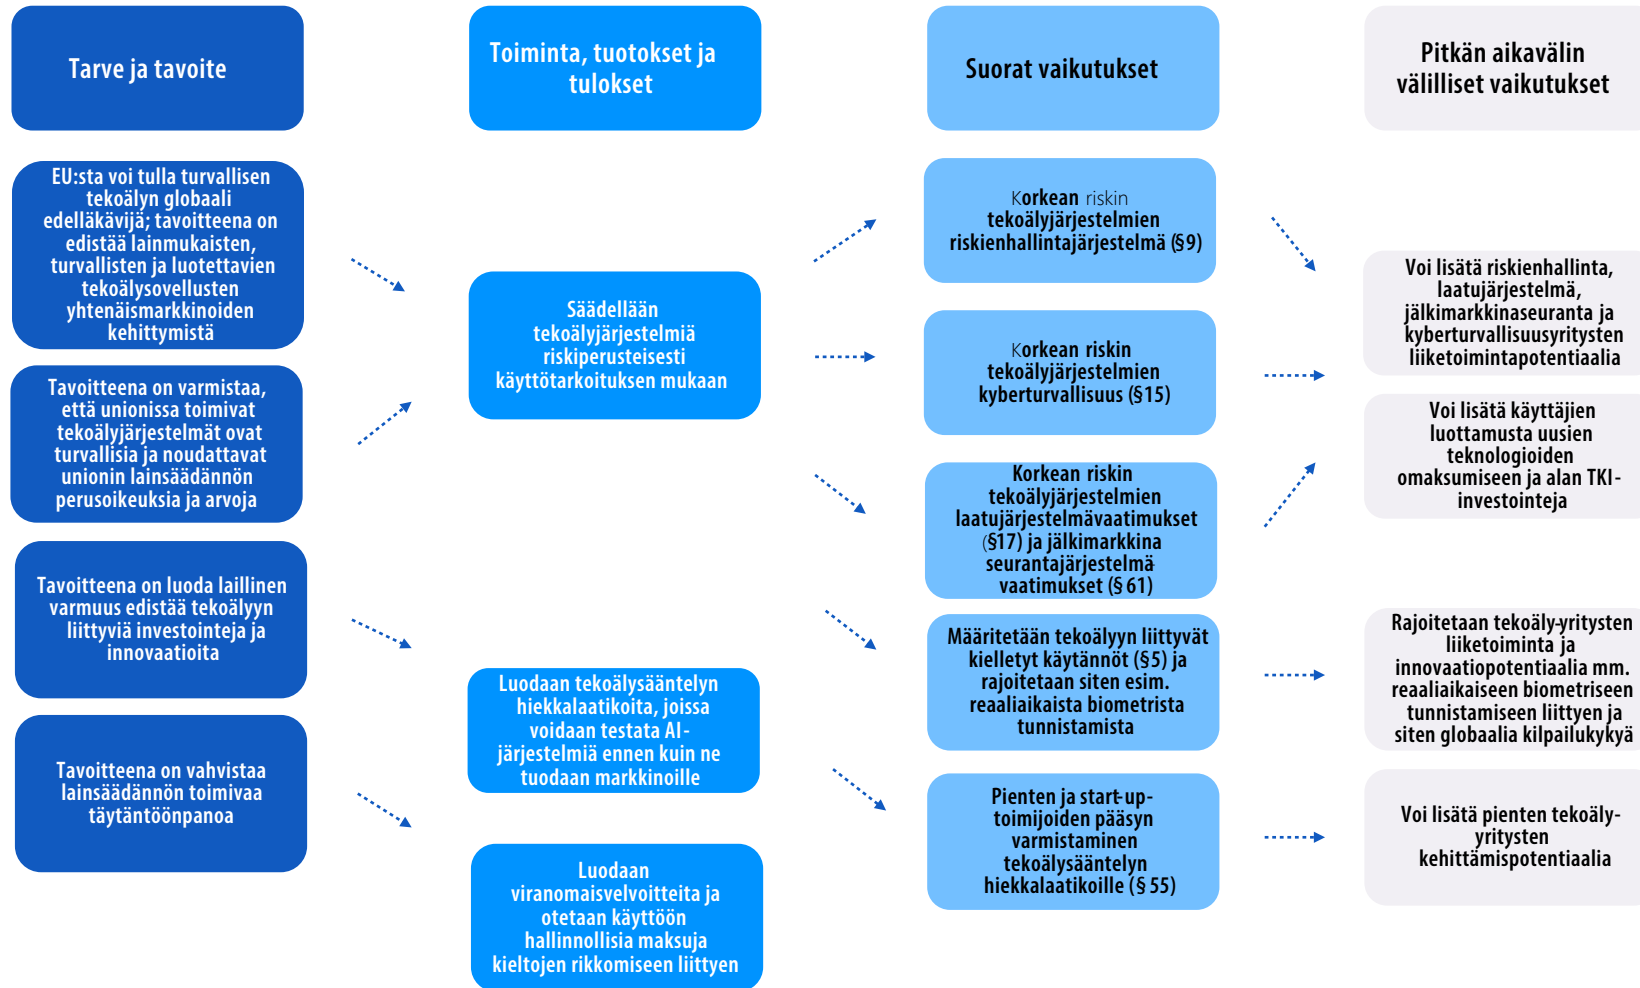 Tarve ja tavoite
Toiminta, tuotokset ja
tulokset
Suorat vaikutukset
Pitkän aikavälin
välilliset vaikutukset
EU:sta voi tulla turvallisen
tekoälyn globaali
edelläkävijä; tavoitteena on
edistää lainmukaisten,
turvallisten ja luotettavien
tekoälysovellusten
yhtenäismarkkinoiden
kehittymistä
Tavoitteena on varmistaa,
että unionissa toimivat
tekoälyjärjestelmät ovat
turvallisia ja noudattavat
unionin lainsäädännön
perusoikeuksia ja arvoja
Tavoitteena on luoda laillinen
varmuus edistää tekoälyyn
liittyviä investointeja ja
innovaatioita
Tavoitteena on vahvistaa
lainsäädännön toimivaa
täytäntöönpanoa
Säädellään
tekoälyjärjestelmiä
riskiperusteisesti
käyttötarkoituksen mukaan
Luodaan tekoälysääntelyn
hiekkalaatikoita, joissa
voidaan testata AI-
järjestelmiä ennen kuin ne
tuodaan markkinoille
Luodaan
viranomaisvelvoitteita ja
otetaan käyttöön
hallinnollisia maksuja
kieltojen rikkomiseen liittyen
Korkean riskin
tekoälyjärjestelmien
riskienhallintajärjestelmä (§9)
Korkean riskin
tekoälyjärjestelmien
kyberturvallisuus (§15)
Korkean riskin
tekoälyjärjestelmien
laatujärjestelmävaatimukset
(§17) ja jälkimarkkina
seurantajärjestelmä-
vaatimukset (§ 61)
Määritetään tekoälyyn liittyvät
kielletyt käytännöt (§5) ja
rajoitetaan siten esim.
reaaliaikaista biometrista
tunnistamista
Pienten ja start-up-
toimijoiden pääsyn
varmistaminen
tekoälysääntelyn
hiekkalaatikoille (§ 55)
Voi lisätä riskienhallinta,
laatujärjestelmä,
jälkimarkkinaseuranta ja
kyberturvallisuusyritysten
liiketoimintapotentiaalia
Voi lisätä käyttäjien
luottamusta uusien
teknologioiden
omaksumiseen ja alan TKI-
investointeja
Rajoitetaan tekoäly-yritysten
liiketoiminta ja
innovaatiopotentiaalia mm.
reaaliaikaiseen biometriseen
tunnistamiseen liittyen ja
siten globaalia kilpailukykyä
Voi lisätä pienten tekoäly-
yritysten
kehittämispotentiaalia